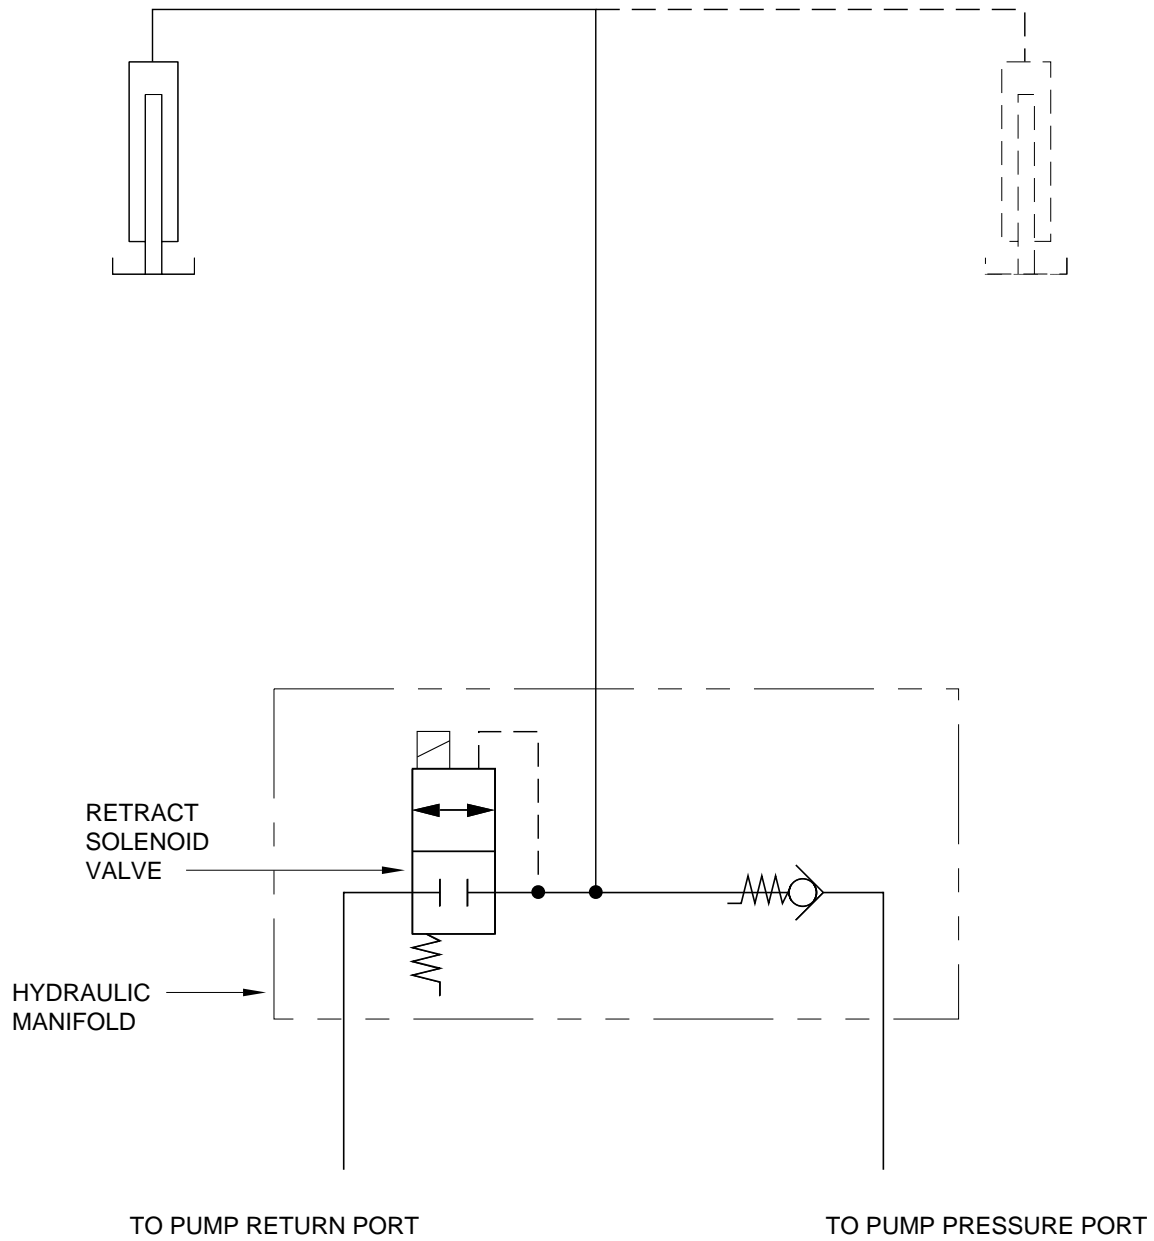 RETRACT
SOLENOID
VALVE
HYDRAULIC
MANIFOLD
TO PUMP RETURN PORT
TO PUMP PRESSURE PORT